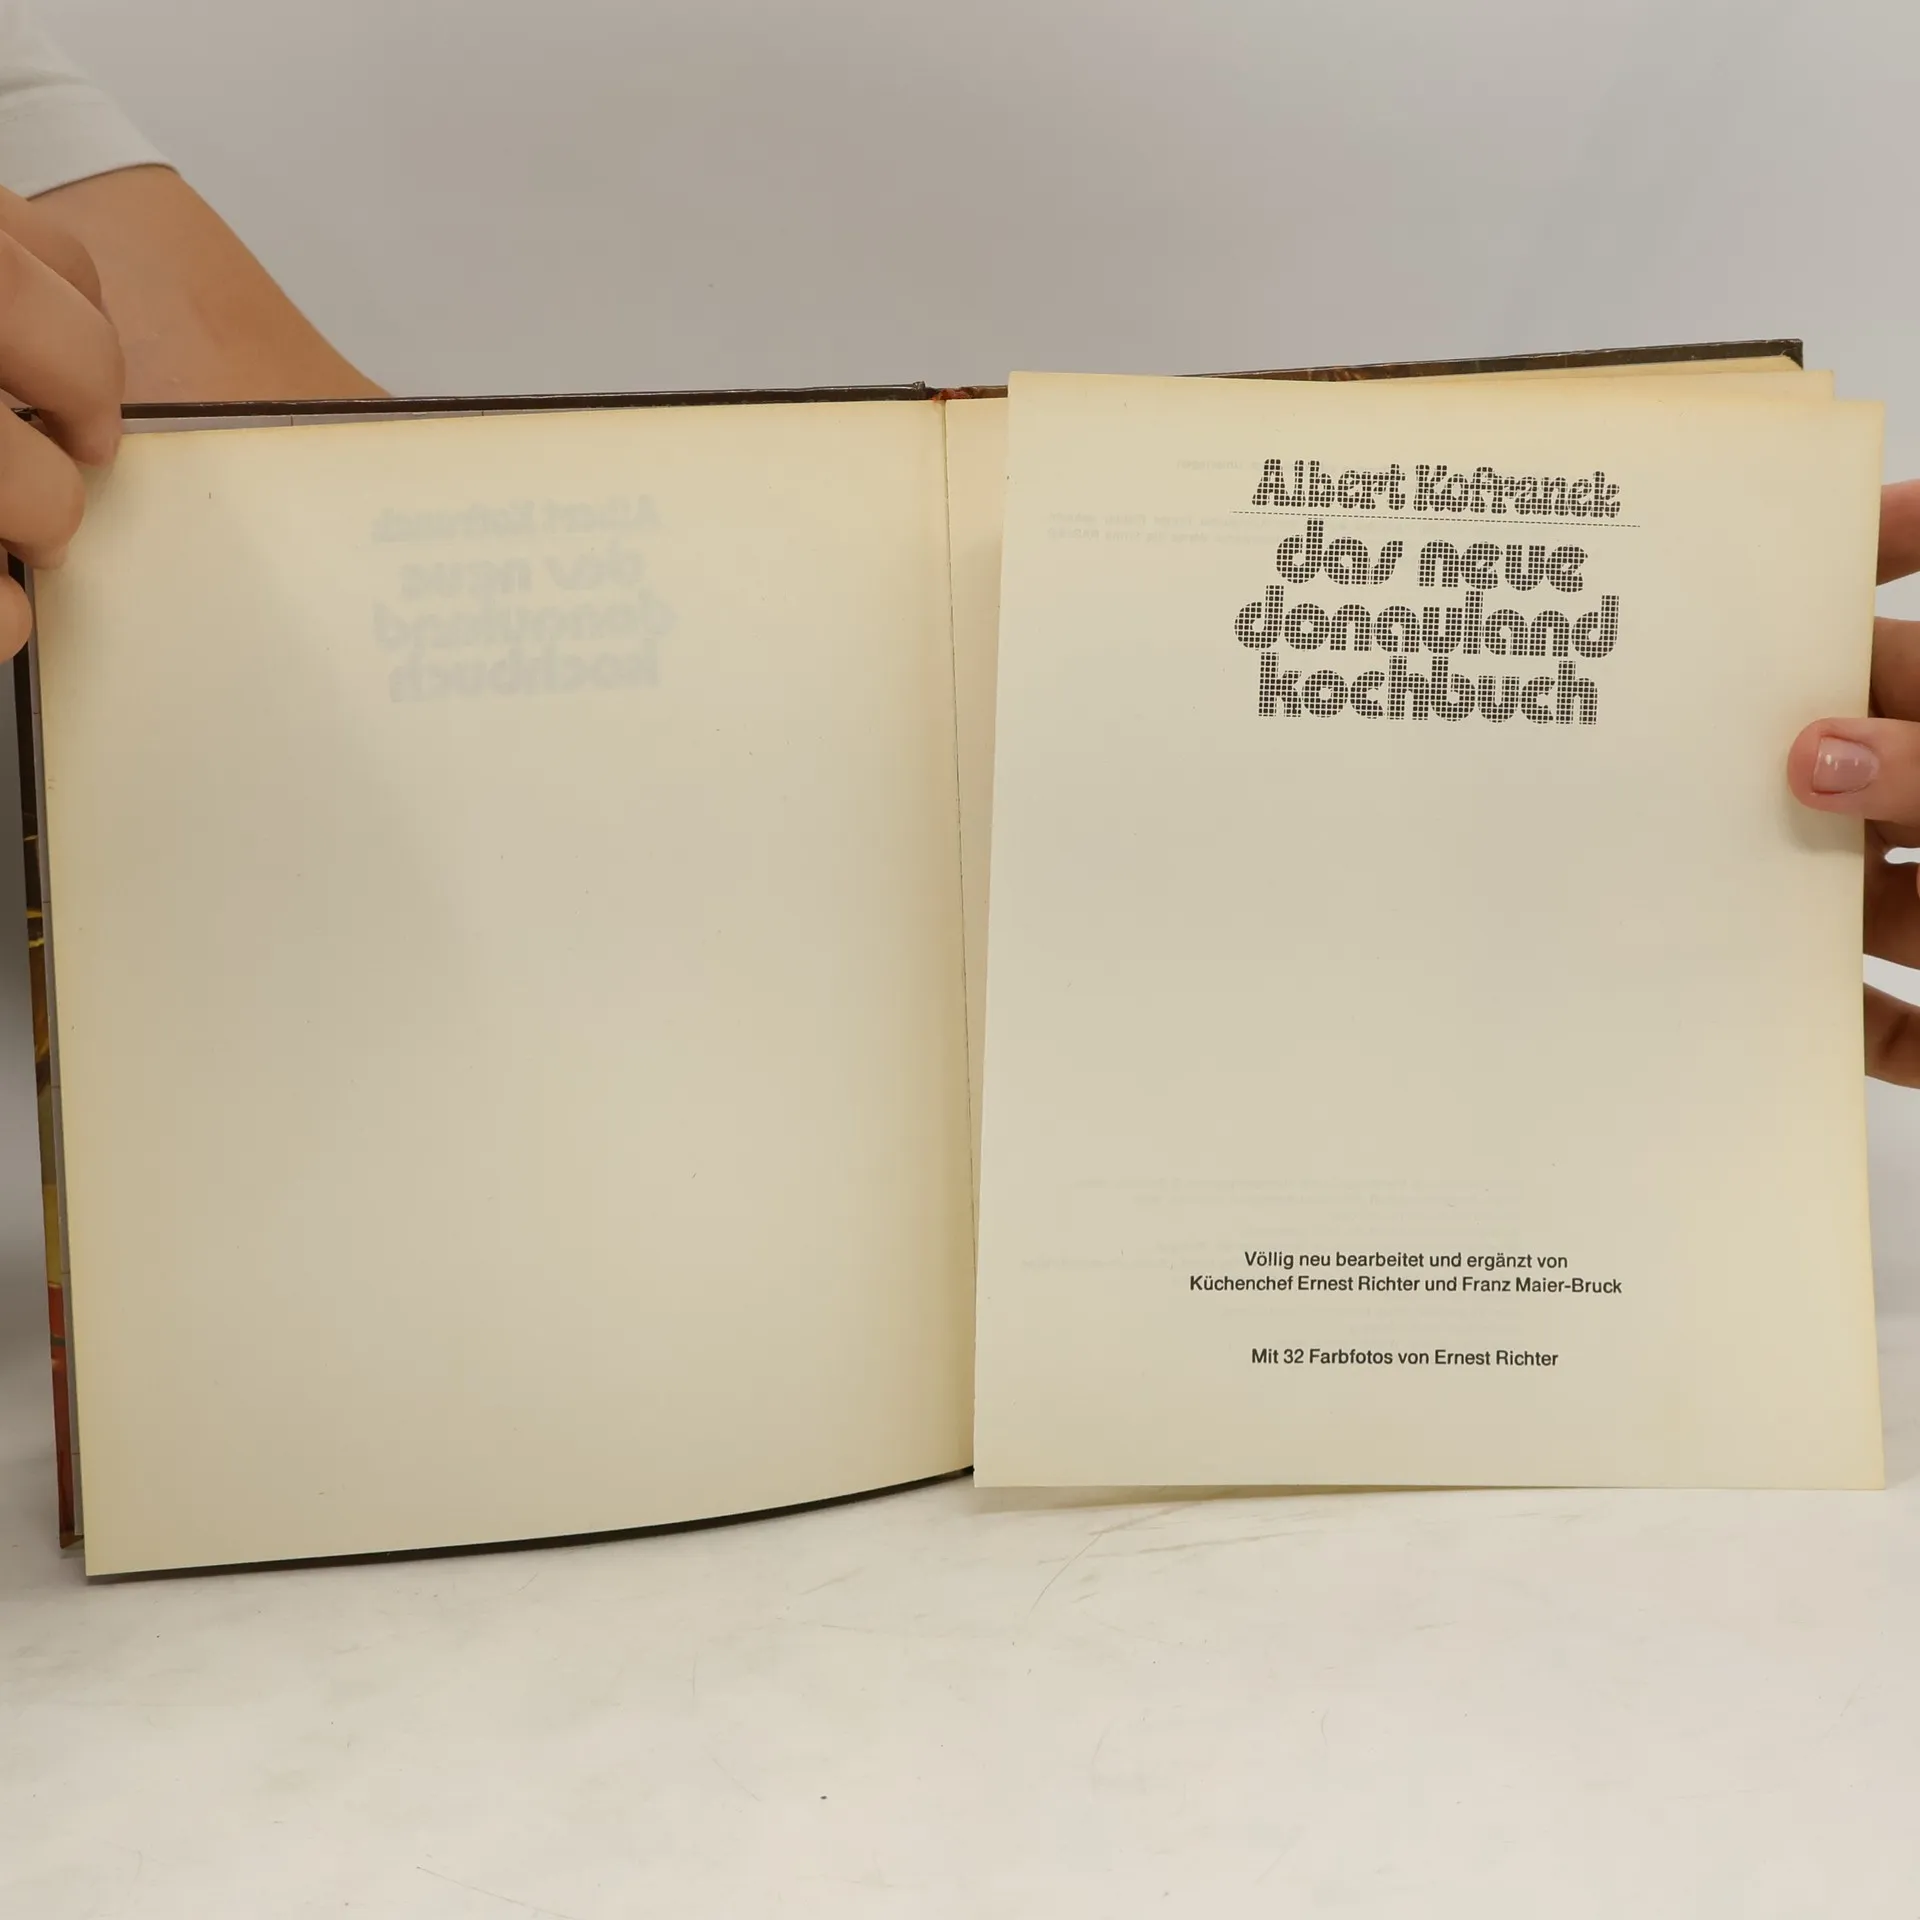 Albert Kofranek
das neue
donauland
kochbuch
Völlig neu bearbeitet und ergänzt von
Küchenchef Ernest Richter und Franz Maier-Bruck
Mit 32 Farbfotos von Ernest Richter